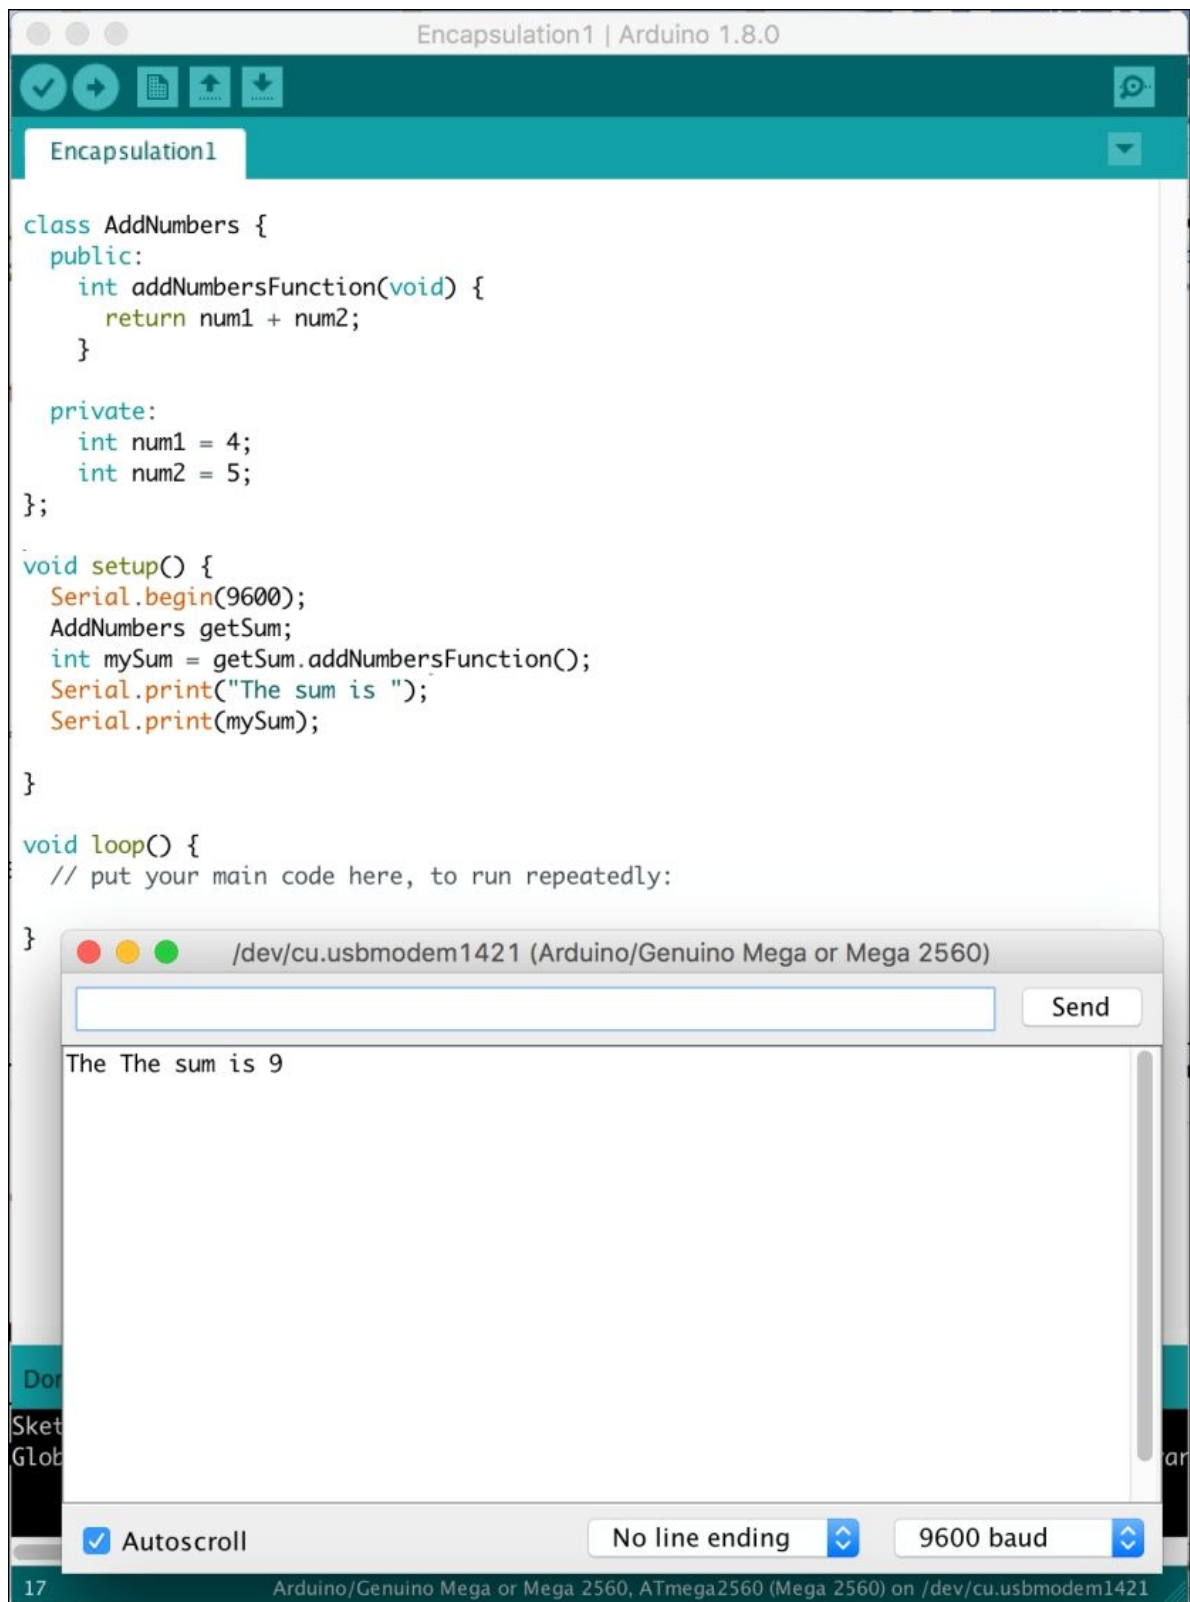 Encapsulation1 | Arduino 1.8.0
Encapsulation1
class AddNumbers {
public:
int addNumbersFunction(void) {
return num1 + num2;
}
private:
int num1 = 4;
int num2 = 5;
};
void setup() {
Serial.begin(9600);
AddNumbers getSum;
int mySum = getSum.addNumbersFunction();
Serial.print("The sum is ");
Serial.print(mySum);
}
void loop() {
// put your main code here, to run repeatedly:
}
/dev/cu.usbmodem1421 (Arduino/Genuino Mega or Mega 2560)
Send
The The sum is 9
Autoscroll
No line ending
9600 baud
17
Arduino/Genuino Mega or Mega 2560, ATmega2560 (Mega 2560) on /dev/cu.usbmodem1421